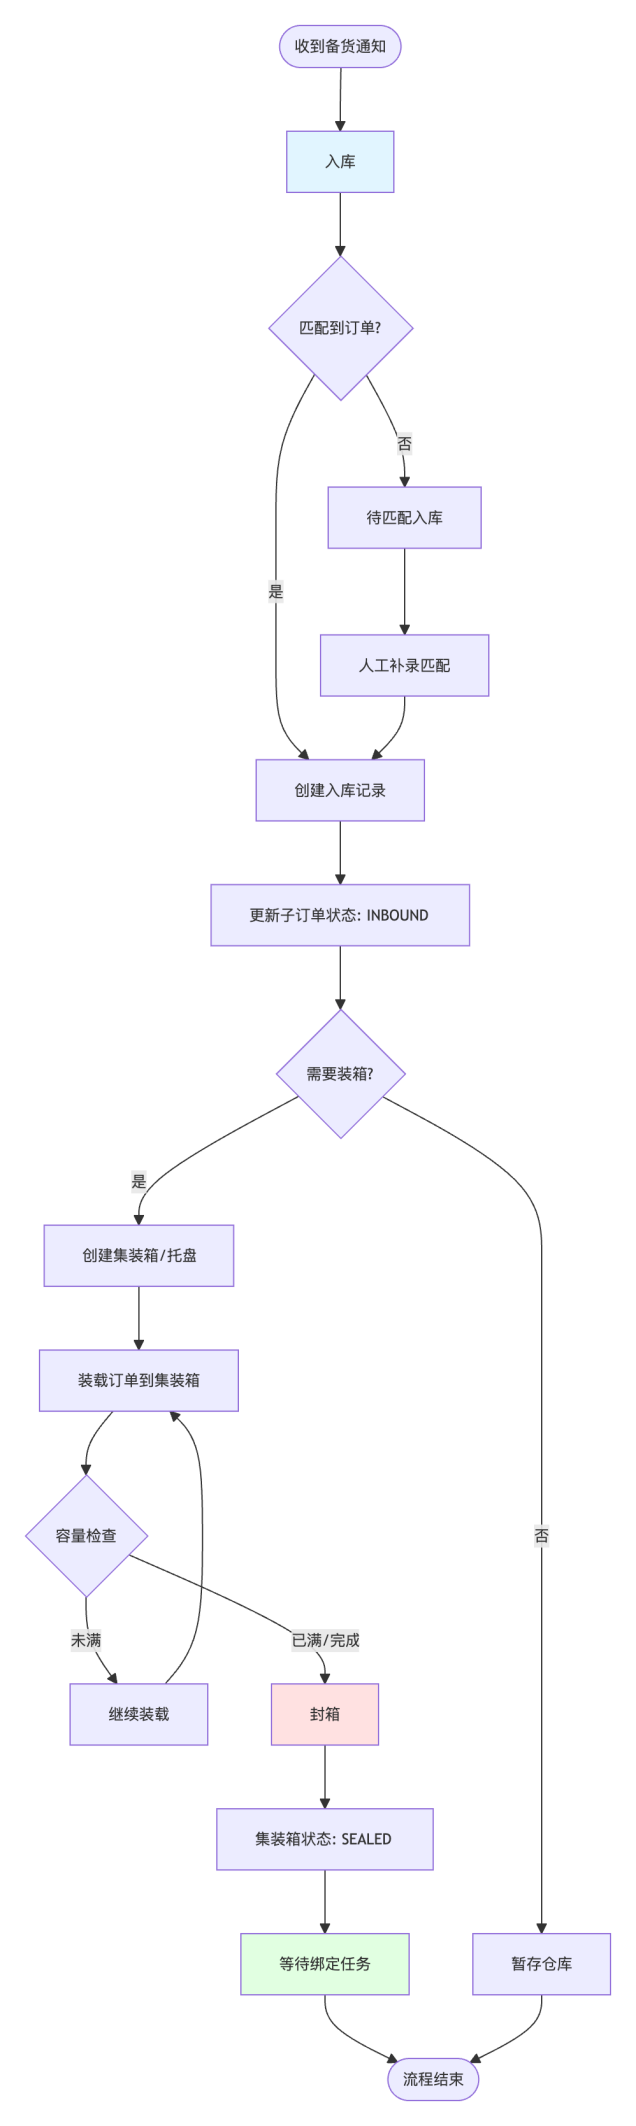 收到备货通知
入库
匹配到订单?
否
待匹配入库
是
人工补录匹配
创建入库记录
更新子订单状态: INBOUND
需要装箱?
是
创建集装箱/托盘
装载订单到集装箱
容量检查
否
未满
已满/完成
继续装载
封箱
集装箱状态: SEALED
等待绑定任务
暂存仓库
流程结束